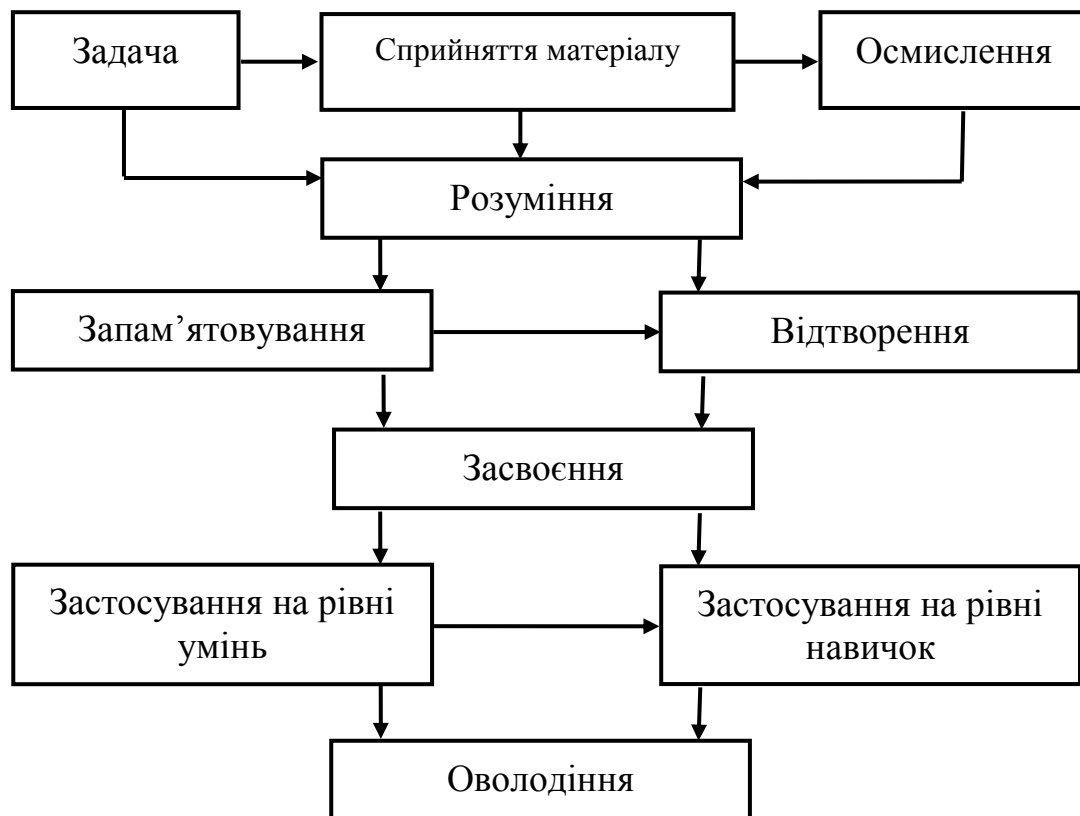 Задача
Сприйняття матеріалу
Осмислення
Розуміння
Запам’ятовування
Відтворення
Засвоєння
Застосування на рівні
умінь
Застосування на рівні
навичок
Оволодіння